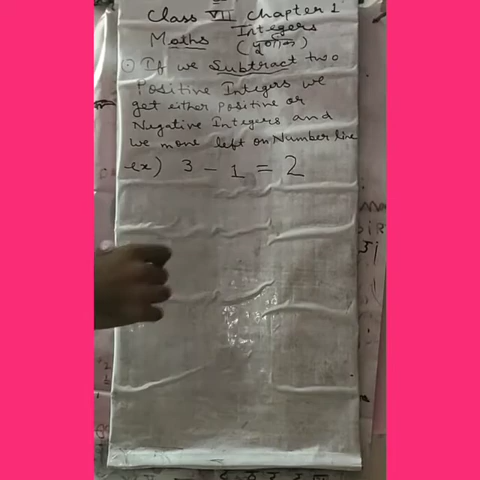 Class VII Chapter 1
Maths Integers
(पूर्णांक)
① If we Subtract two
Positive Integers we
get either Positive or
Negative Integers and
we move left on Number line
ex) 3 - 1 = 2